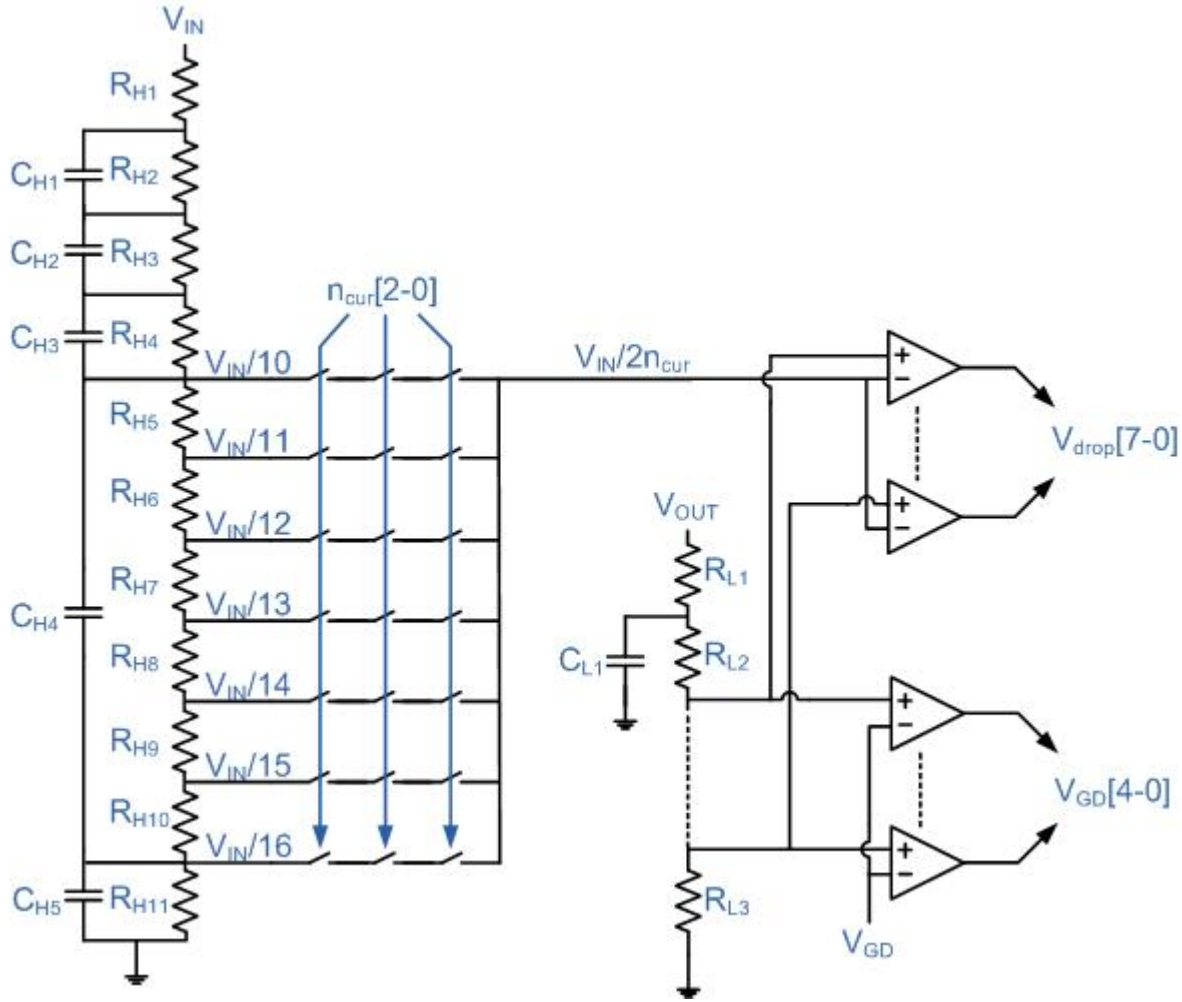 V_IN
R_H1
C_H1
R_H2
C_H2
R_H3
n_cur[2-0]
C_H3
R_H4
V_IN/10
V_IN/2n_cur
+
−
R_H5
V_drop[7-0]
V_IN/11
R_H6
V_IN/12
V_OUT
+
−
R_H7
R_L1
C_H4
V_IN/13
R_H8
C_L1
R_L2
V_IN/14
+
−
R_H9
V_IN/15
V_GD[4-0]
R_H10
V_IN/16
+
−
C_H5
R_H11
R_L3
V_GD